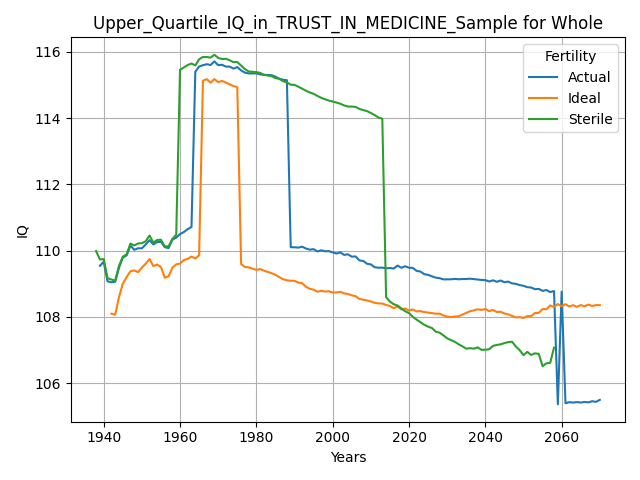 Upper_Quartile_IQ_in_TRUST_IN_MEDICINE_Sample for Whole
Fertility
Actual
Ideal
Sterile
IQ
116
114
112
110
108
106
1940
1960
1980
2000
2020
2040
2060
Years